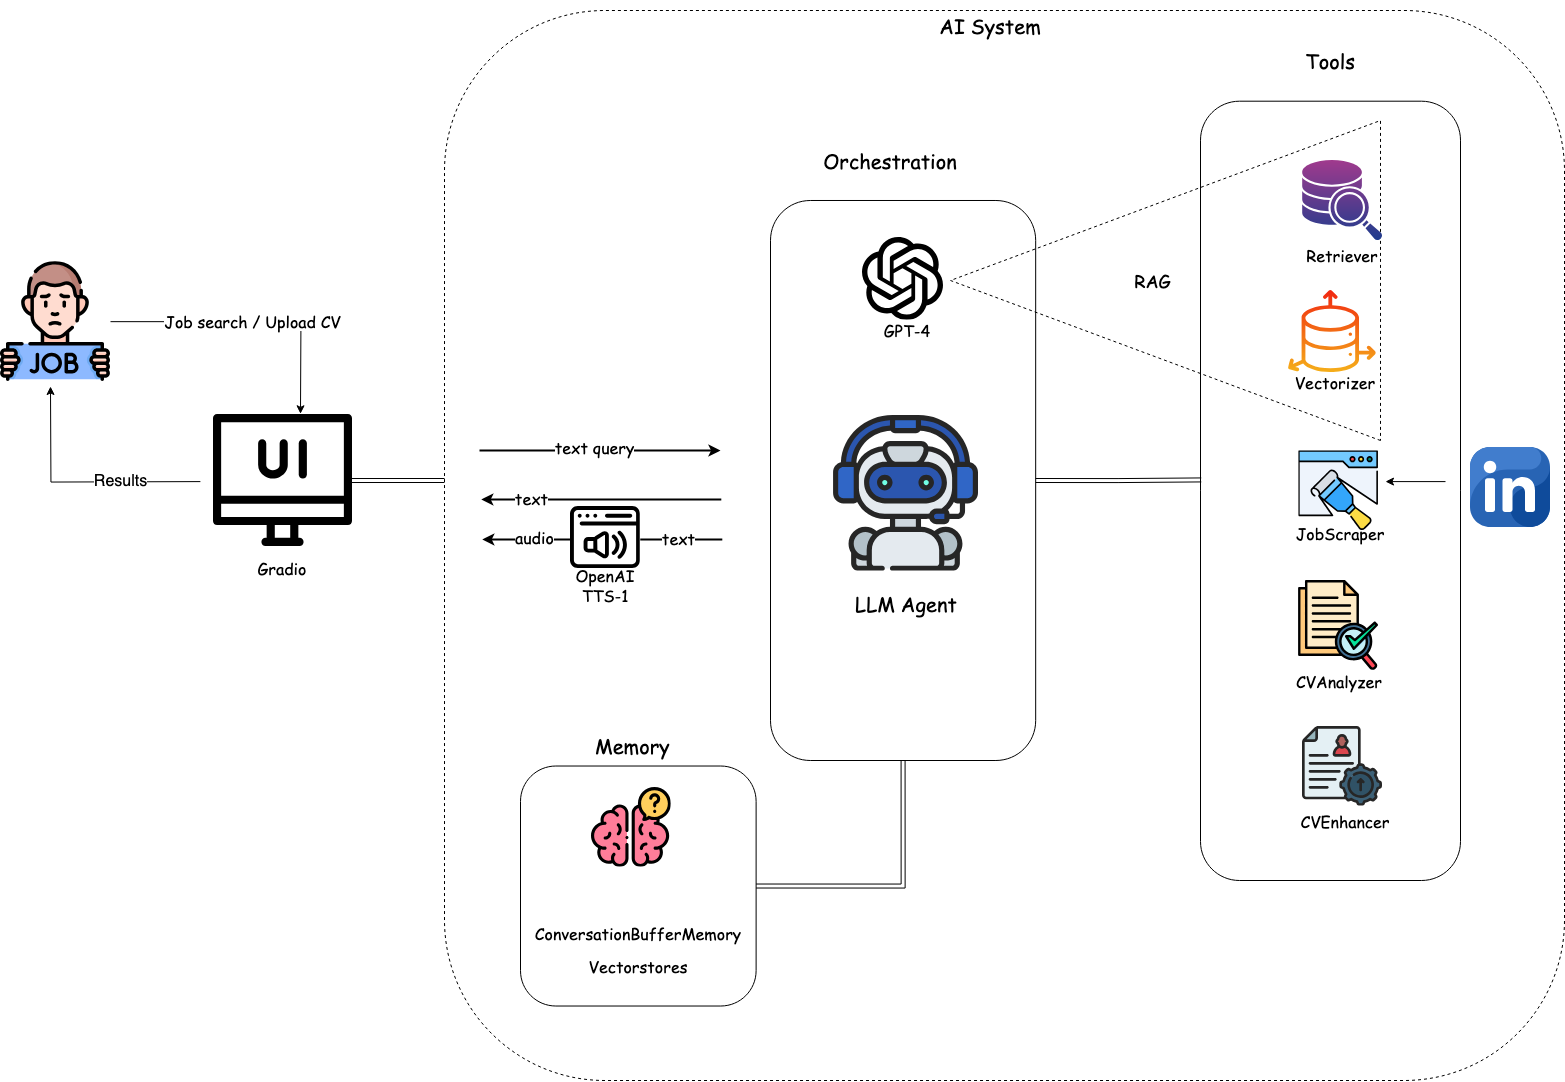 AI System
Tools
Orchestration
Retriever
RAG
GPT-4
Vectorizer
Job search / Upload CV
JOB
UI
Results
Gradio
text query
text
audio
text
OpenAI
TTS-1
LLM Agent
in
JobScraper
CVAnalyzer
CVEnhancer
Memory
?
ConversationBufferMemory
Vectorstores